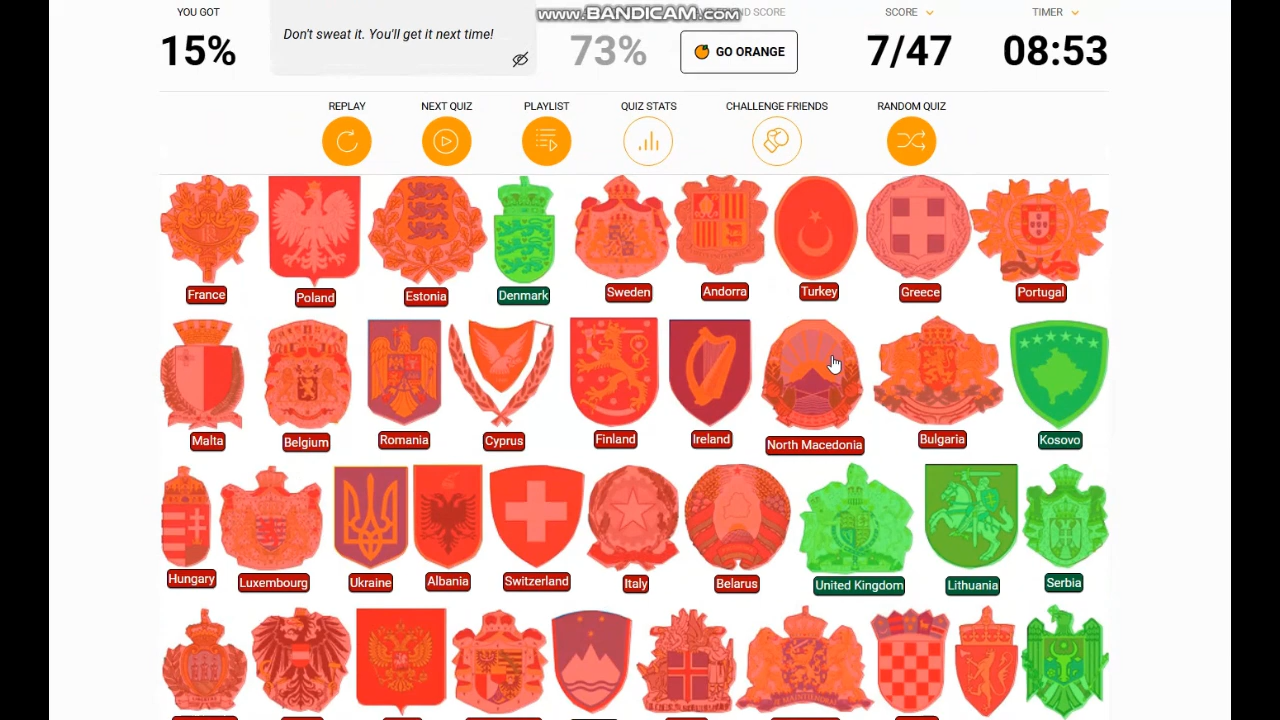 www.BANDICAM.com
YOU GOT
15%
Don't sweat it. You'll get it next time!
SCORE
73%
GO ORANGE
SCORE
7/47
TIMER
08:53
REPLAY
NEXT QUIZ
PLAYLIST
QUIZ STATS
CHALLENGE FRIENDS
RANDOM QUIZ
France
Poland
Estonia
Denmark
Sweden
Andorra
Turkey
Greece
Portugal
Malta
Belgium
Romania
Cyprus
Finland
Ireland
North Macedonia
Bulgaria
Kosovo
Hungary
Luxembourg
Ukraine
Albania
Switzerland
Italy
Belarus
United Kingdom
Lithuania
Serbia